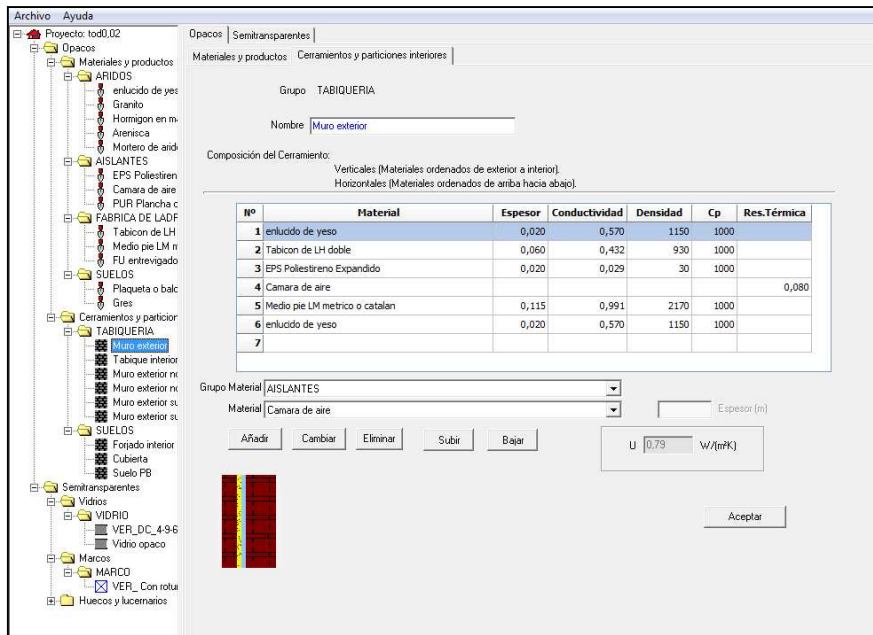 Archivo Ayuda
Proyecto: tod0,02
Opacos
Materiales y productos
ARIDOS
enlucido de yes
Granito
Hormigon en ma
Arenisca
Mortero de arido
AISLANTES
EPS Poliestiren
Camara de aire
PUR Plancha c
FABRICA DE LADF
Tabicon de LH
Medio pie LM m
FU entrevigado
SUELOS
Plaqueta o baldo
Gres
Cerramientos y particion
TABIQUERIA
Muro exterior
Tabique interior
Muro exterior no
Muro exterior no
Muro exterior su
Muro exterior su
SUELOS
Forjado interior
Cubierta
Suelo PB
Semitransparentes
Vidrios
VIDRIO
VER_DC_4-9-6
Vidrio opaco
Marcos
MARCO
VER_ Con rotu
Huecos y lucernarios
Opacos Semitransparentes
Materiales y productos Cerramientos y particiones interiores
Grupo TABIQUERIA
Nombre Muro exterior
Composición del Cerramiento:
Verticales (Materiales ordenados de exterior a interior).
Horizontales (Materiales ordenados de arriba hacia abajo).
Nº Material Espesor Conductividad Densidad Cp Res.Térmica
1 enlucido de yeso 0,020 0,570 1150 1000
2 Tabicon de LH doble 0,060 0,432 930 1000
3 EPS Poliestireno Expandido 0,020 0,029 30 1000
4 Camara de aire 0,080
5 Medio pie LM metrico o catalan 0,115 0,991 2170 1000
6 enlucido de yeso 0,020 0,570 1150 1000
7
Grupo Material AISLANTES
Material Camara de aire Espesor (m)
Añadir Cambiar Eliminar Subir Bajar
U 0,79 W/(m²K)
Aceptar